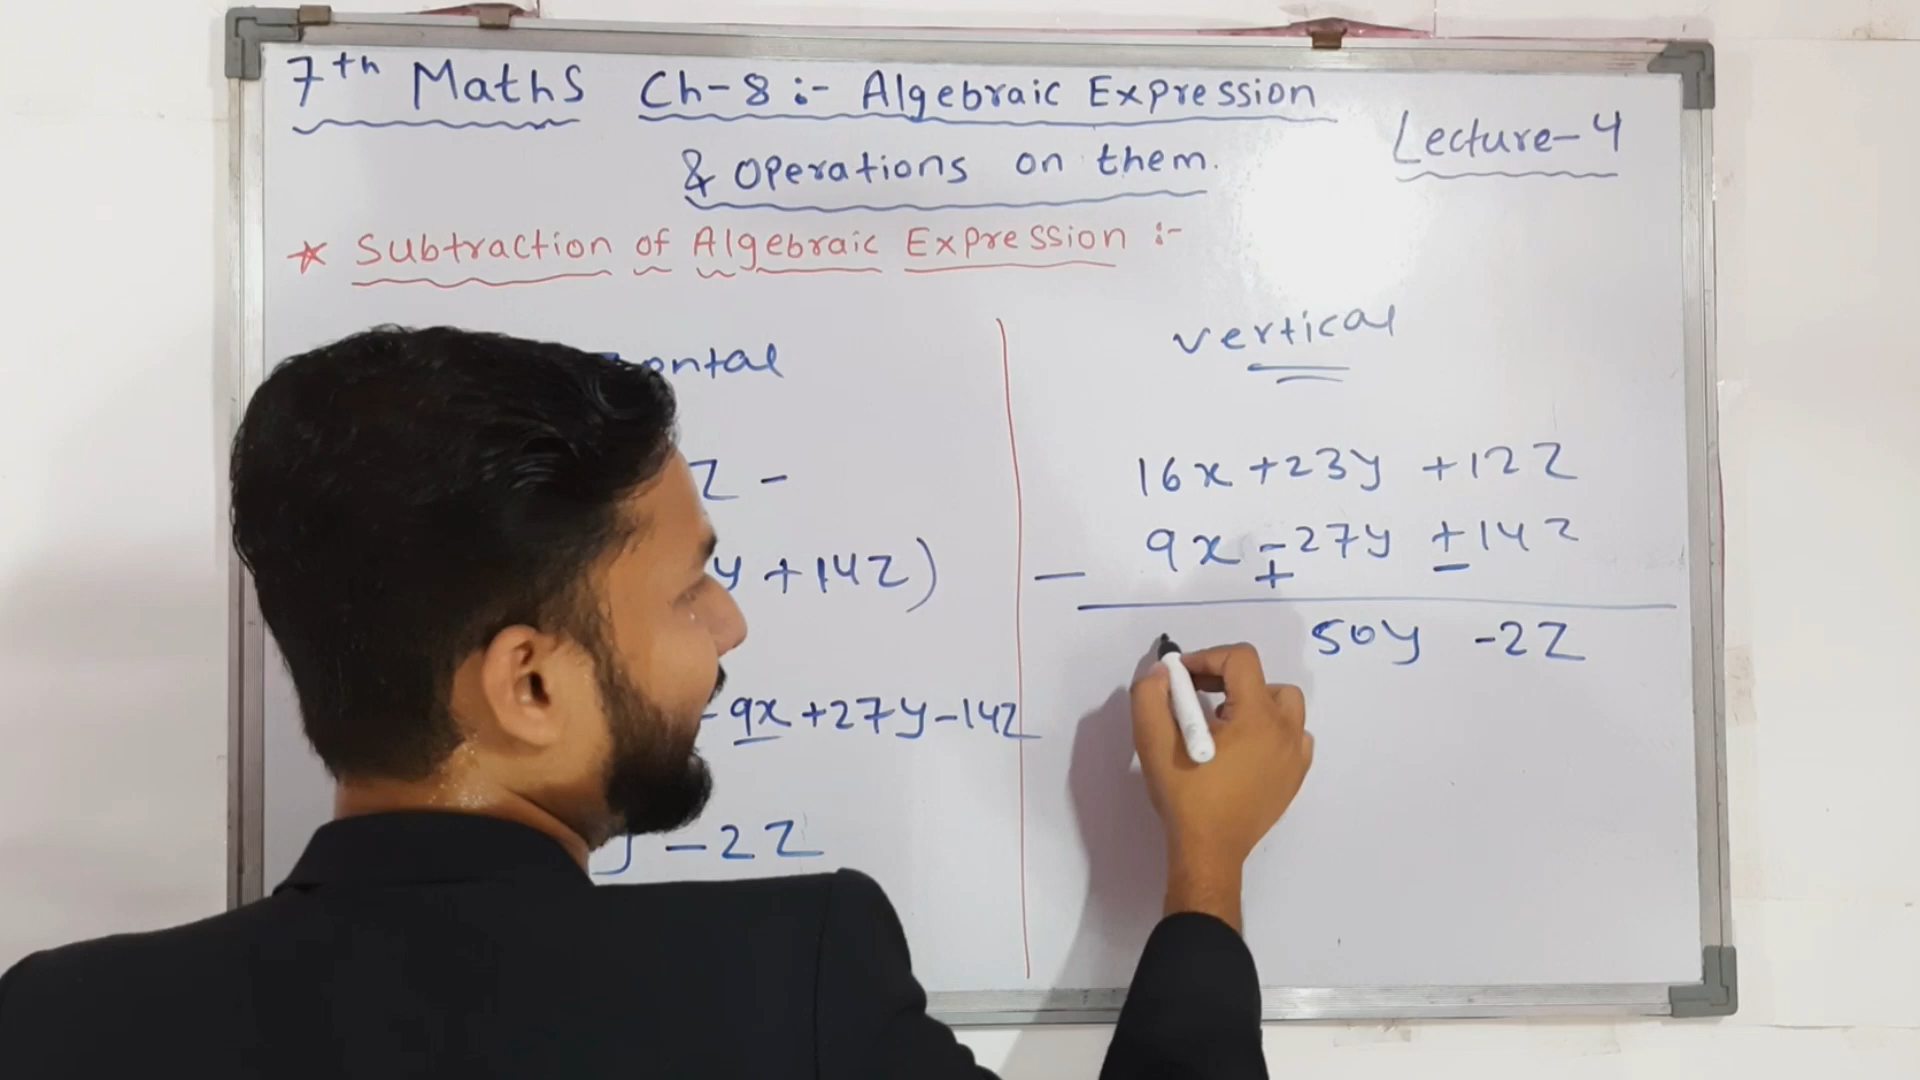 7th Maths Ch-8 :- Algebraic Expression
& Operations on them.
Lecture-4
* Subtraction of Algebraic Expression :-
Z -
y + 14Z)
- 9x + 27y - 14Z
- 2Z
vertical
16x + 23y + 12Z
9x - 27y + 14Z
- + -
50y - 2Z